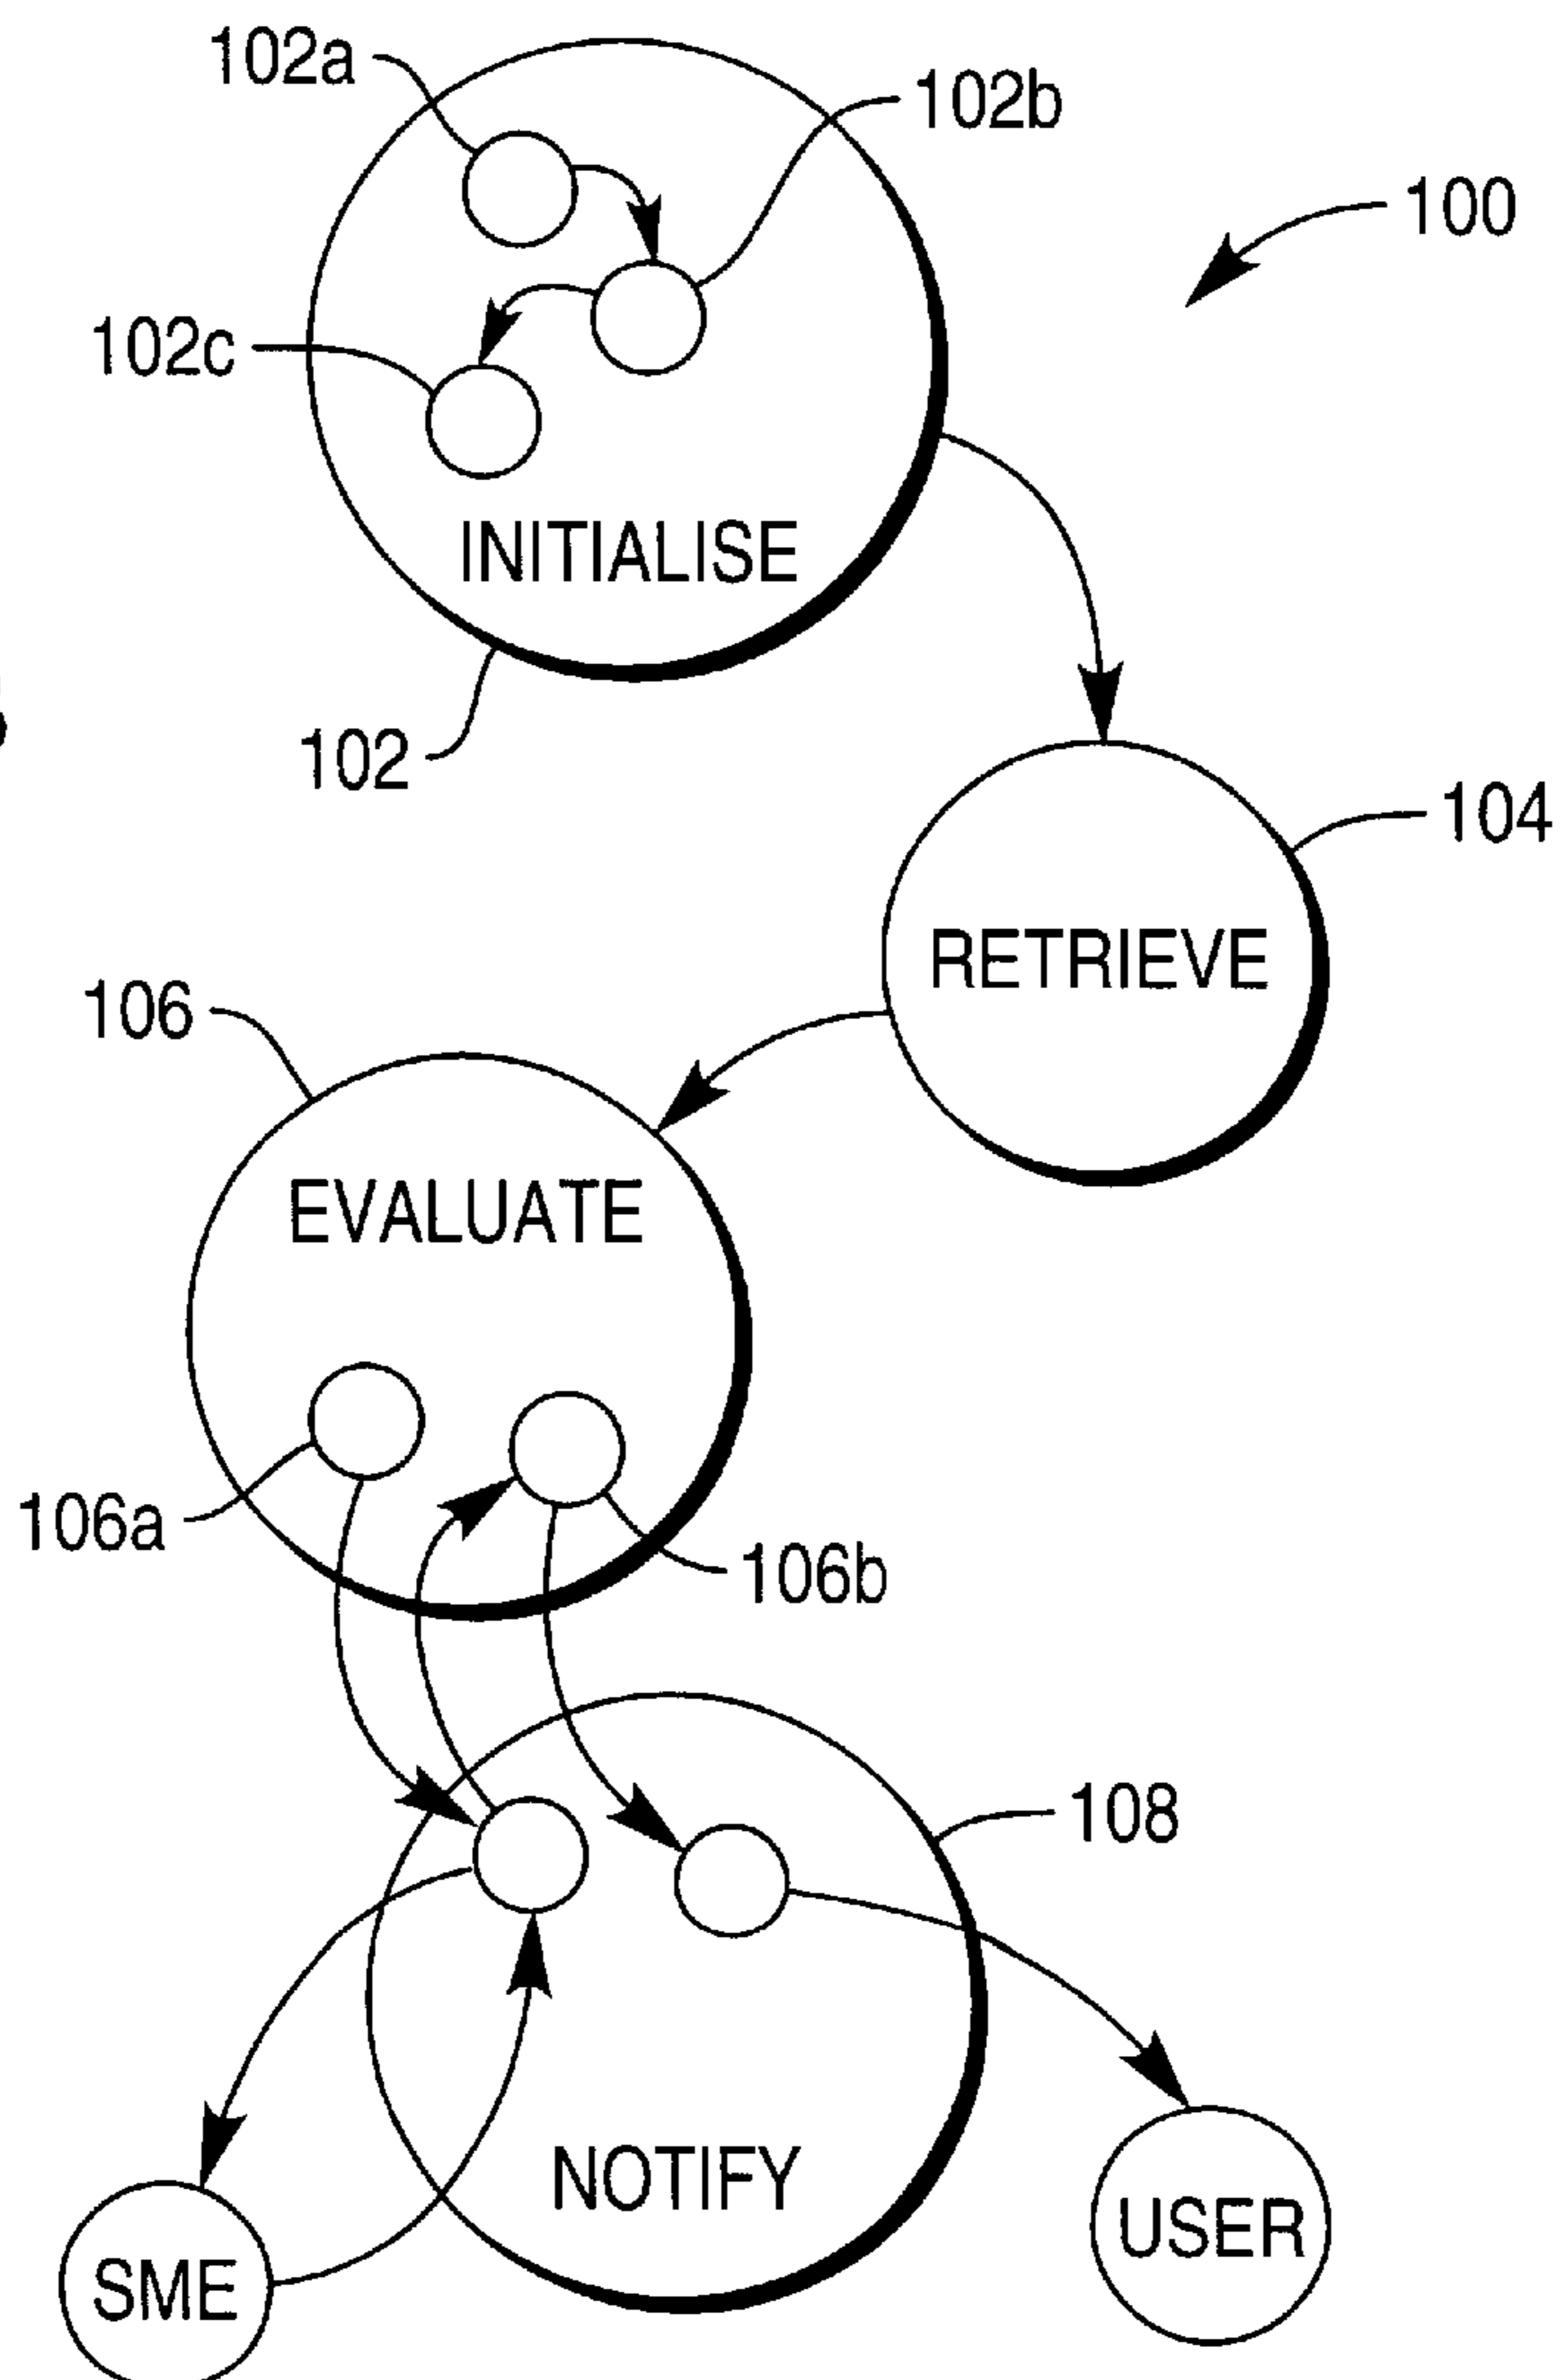 102a
102b
100
102c
INITIALISE
102
104
RETRIEVE
106
EVALUATE
106a
106b
108
NOTIFY
USER
SME